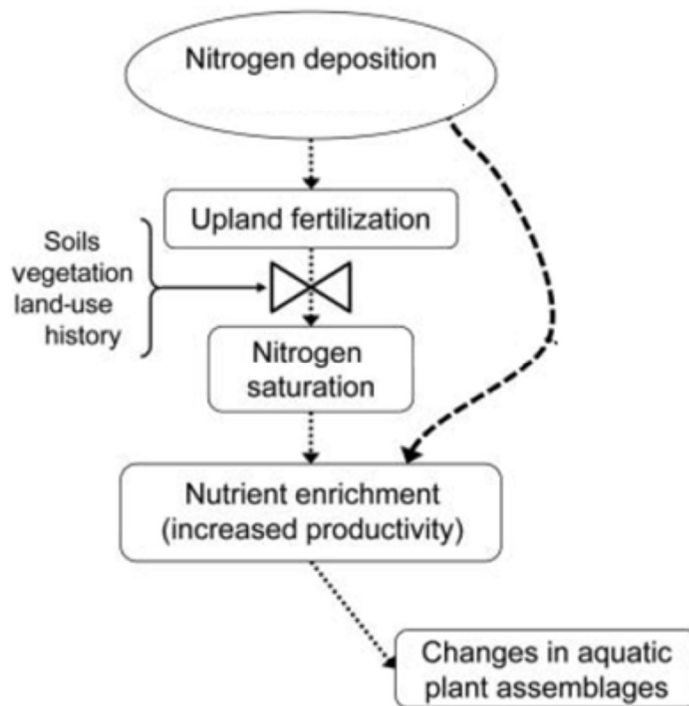 Nitrogen deposition
Upland fertilization
Soils
vegetation
land-use
history
Nitrogen
saturation
Nutrient enrichment
(increased productivity)
Changes in aquatic
plant assemblages